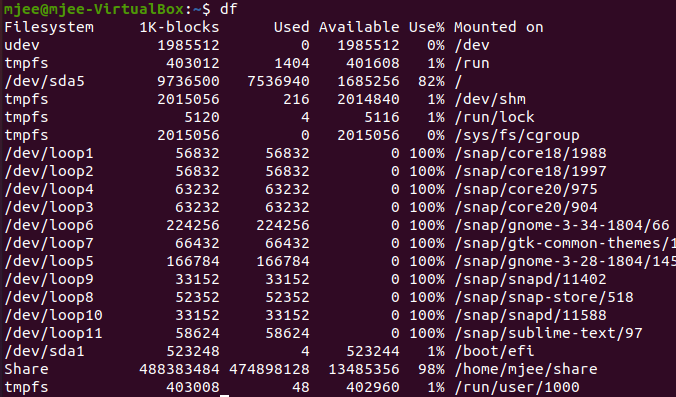 mjee@mjee-VirtualBox:~$ df
Filesystem     1K-blocks      Used Available Use% Mounted on
udev             1985512         0   1985512   0% /dev
tmpfs             403012      1404    401608   1% /run
/dev/sda5        9736500   7536940   1685256  82% /
tmpfs            2015056       216   2014840   1% /dev/shm
tmpfs               5120         4      5116   1% /run/lock
tmpfs            2015056         0   2015056   0% /sys/fs/cgroup
/dev/loop1         56832     56832         0 100% /snap/core18/1988
/dev/loop2         56832     56832         0 100% /snap/core18/1997
/dev/loop4         63232     63232         0 100% /snap/core20/975
/dev/loop3         63232     63232         0 100% /snap/core20/904
/dev/loop6        224256    224256         0 100% /snap/gnome-3-34-1804/66
/dev/loop7         66432     66432         0 100% /snap/gtk-common-themes/1
/dev/loop5        166784    166784         0 100% /snap/gnome-3-28-1804/145
/dev/loop9         33152     33152         0 100% /snap/snapd/11402
/dev/loop8         52352     52352         0 100% /snap/snap-store/518
/dev/loop10        33152     33152         0 100% /snap/snapd/11588
/dev/loop11        58624     58624         0 100% /snap/sublime-text/97
/dev/sda1         523248         4    523244   1% /boot/efi
Share          488383484 474898128  13485356  98% /home/mjee/share
tmpfs             403008        48    402960   1% /run/user/1000